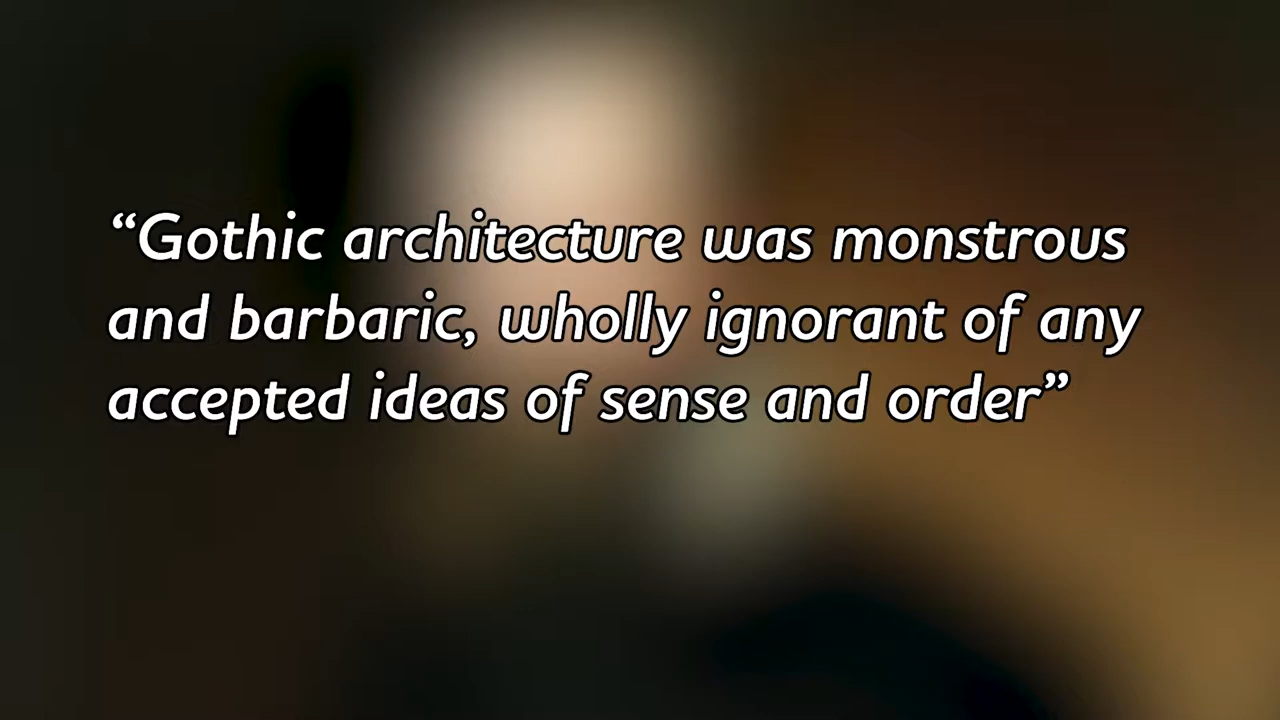 “Gothic architecture was monstrous
and barbaric, wholly ignorant of any
accepted ideas of sense and order”